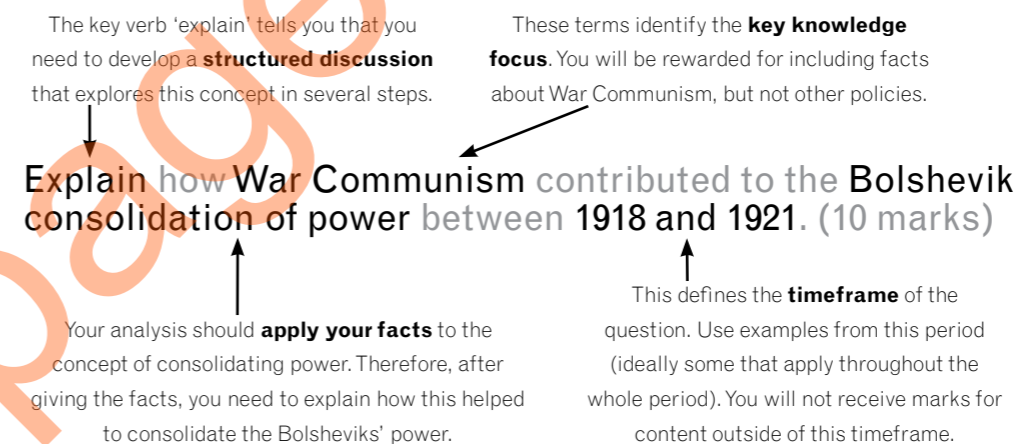 The key verb ‘explain’ tells you that you
need to develop a structured discussion
that explores this concept in several steps.
These terms identify the key knowledge
focus. You will be rewarded for including facts
about War Communism, but not other policies.
Explain how War Communism contributed to the Bolshevik
consolidation of power between 1918 and 1921. (10 marks)
Your analysis should apply your facts to the
concept of consolidating power. Therefore, after
giving the facts, you need to explain how this helped
to consolidate the Bolsheviks’ power.
This defines the timeframe of the
question. Use examples from this period
(ideally some that apply throughout the
whole period). You will not receive marks for
content outside of this timeframe.
page